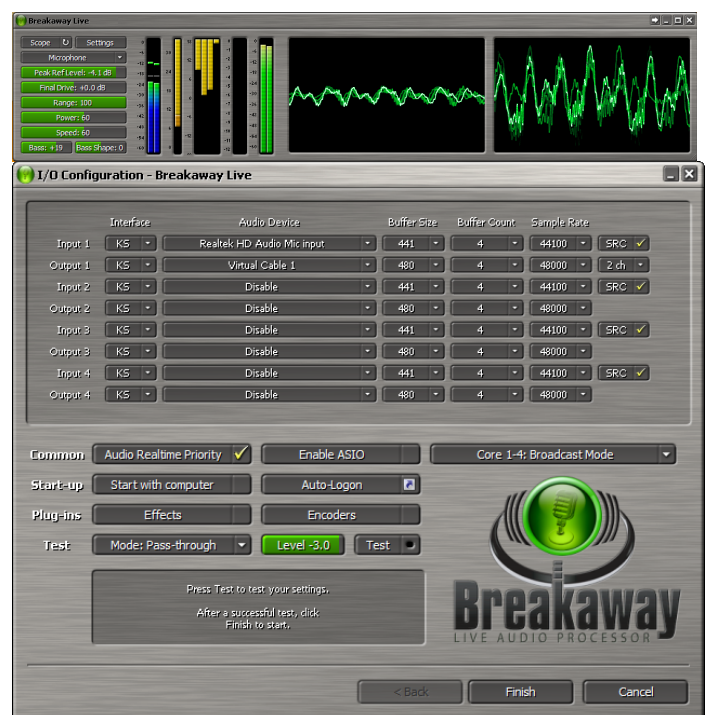 Breakaway Live
Scope Settings
Microphone
Peak Ref Level: -4.1 dB
Final Drive: +0.0 dB
Range: 100
Power: 60
Speed: 60
Bass: +19 Bass Shape: 0
I/O Configuration - Breakaway Live
Interface Audio Device Buffer Size Buffer Count Sample Rate
Input 1 KS Realtek HD Audio Mic input 441 4 44100 SRC
Output 1 KS Virtual Cable 1 480 4 48000 2 ch
Input 2 KS Disable 441 4 44100 SRC
Output 2 KS Disable 480 4 48000
Input 3 KS Disable 441 4 44100 SRC
Output 3 KS Disable 480 4 48000
Input 4 KS Disable 441 4 44100 SRC
Output 4 KS Disable 480 4 48000
Common Audio Realtime Priority Enable ASIO Core 1-4: Broadcast Mode
Start-up Start with computer Auto-Logon
Plug-ins Effects Encoders
Test Mode: Pass-through Level -3.0 Test
Press Test to test your settings.
After a successful test, click
Finish to start.
Breakaway
LIVE AUDIO PROCESSOR
< Back Finish Cancel